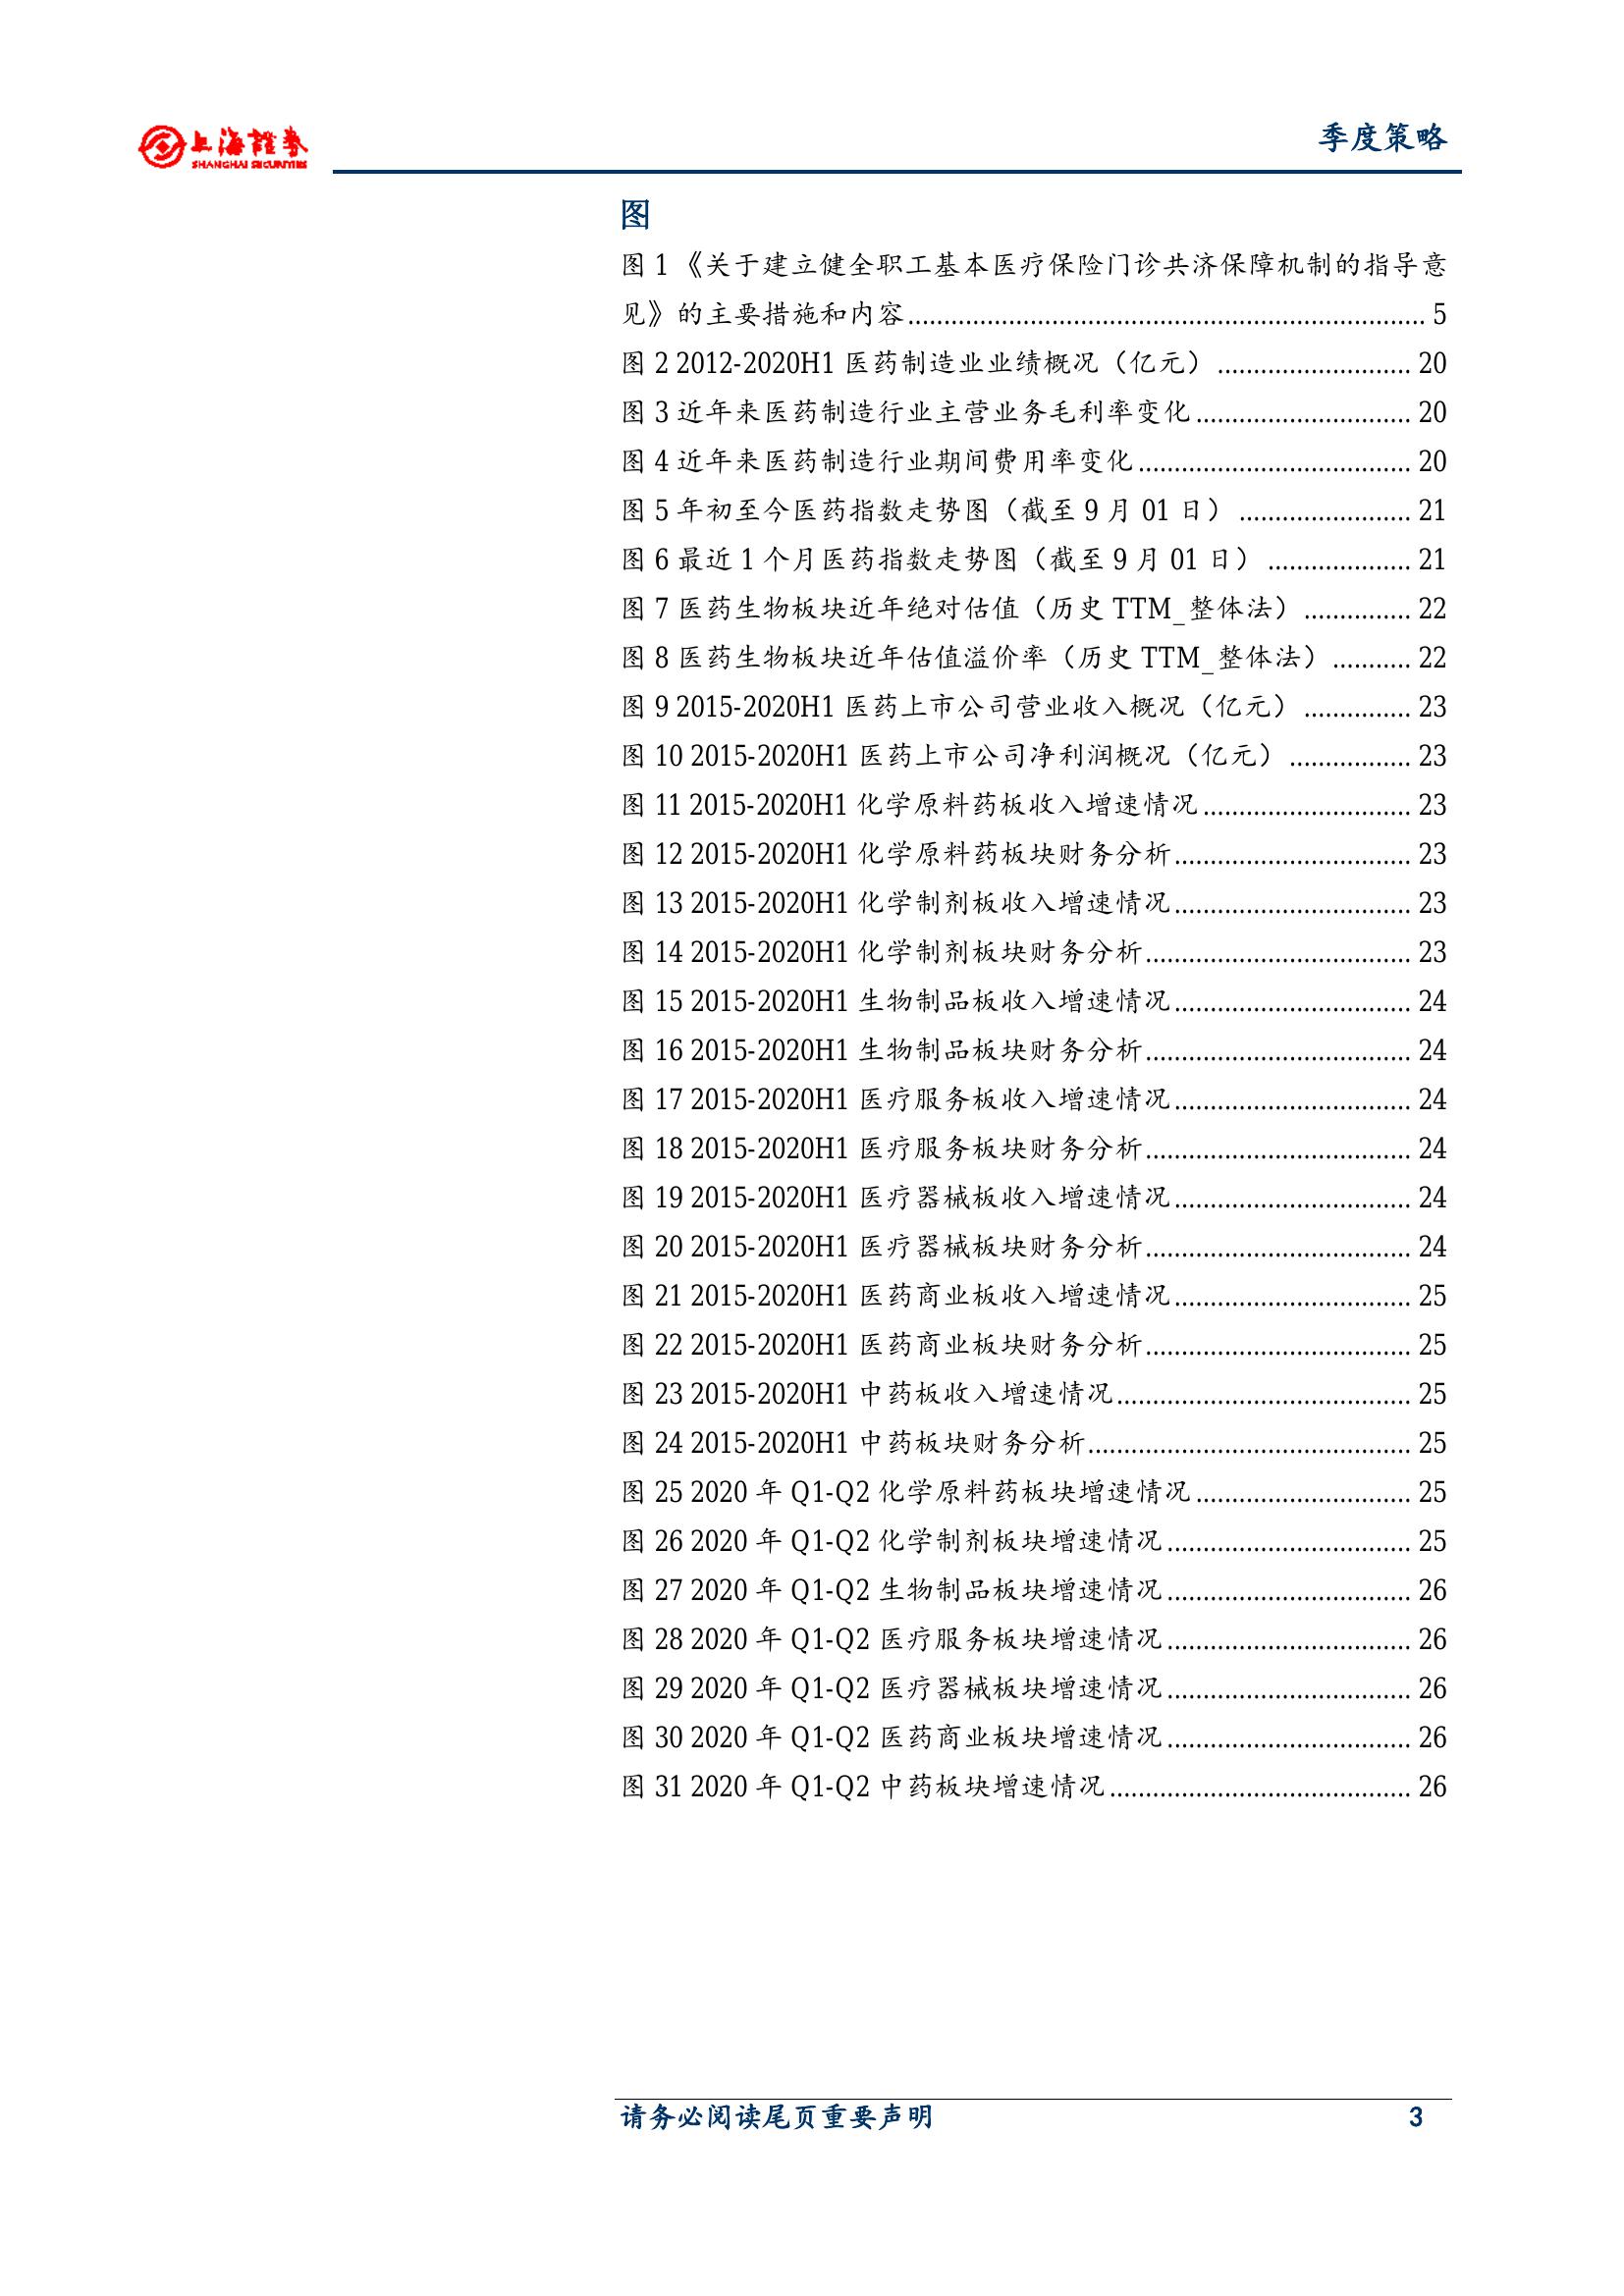 上海證券
SHANGHAI SECURITIES
季度策略
图
图 1 《关于建立健全职工基本医疗保险门诊共济保障机制的指导意
见》的主要措施和内容........................................................................ 5
图 2 2012-2020H1 医药制造业业绩概况（亿元）........................... 20
图 3 近年来医药制造行业主营业务毛利率变化.............................. 20
图 4 近年来医药制造行业期间费用率变化...................................... 20
图 5 年初至今医药指数走势图（截至 9 月 01 日）........................ 21
图 6 最近 1 个月医药指数走势图（截至 9 月 01 日）.................... 21
图 7 医药生物板块近年绝对估值（历史 TTM_整体法）............... 22
图 8 医药生物板块近年估值溢价率（历史 TTM_整体法）........... 22
图 9 2015-2020H1 医药上市公司营业收入概况（亿元）............... 23
图 10 2015-2020H1 医药上市公司净利润概况（亿元）................. 23
图 11 2015-2020H1 化学原料药板收入增速情况............................. 23
图 12 2015-2020H1 化学原料药板块财务分析................................. 23
图 13 2015-2020H1 化学制剂板收入增速情况................................. 23
图 14 2015-2020H1 化学制剂板块财务分析..................................... 23
图 15 2015-2020H1 生物制品板收入增速情况................................. 24
图 16 2015-2020H1 生物制品板块财务分析..................................... 24
图 17 2015-2020H1 医疗服务板收入增速情况................................. 24
图 18 2015-2020H1 医疗服务板块财务分析..................................... 24
图 19 2015-2020H1 医疗器械板收入增速情况................................. 24
图 20 2015-2020H1 医疗器械板块财务分析..................................... 24
图 21 2015-2020H1 医药商业板收入增速情况................................. 25
图 22 2015-2020H1 医药商业板块财务分析..................................... 25
图 23 2015-2020H1 中药板收入增速情况......................................... 25
图 24 2015-2020H1 中药板块财务分析............................................. 25
图 25 2020 年 Q1-Q2 化学原料药板块增速情况.............................. 25
图 26 2020 年 Q1-Q2 化学制剂板块增速情况.................................. 25
图 27 2020 年 Q1-Q2 生物制品板块增速情况.................................. 26
图 28 2020 年 Q1-Q2 医疗服务板块增速情况.................................. 26
图 29 2020 年 Q1-Q2 医疗器械板块增速情况.................................. 26
图 30 2020 年 Q1-Q2 医药商业板块增速情况.................................. 26
图 31 2020 年 Q1-Q2 中药板块增速情况.......................................... 26
请务必阅读尾页重要声明 3